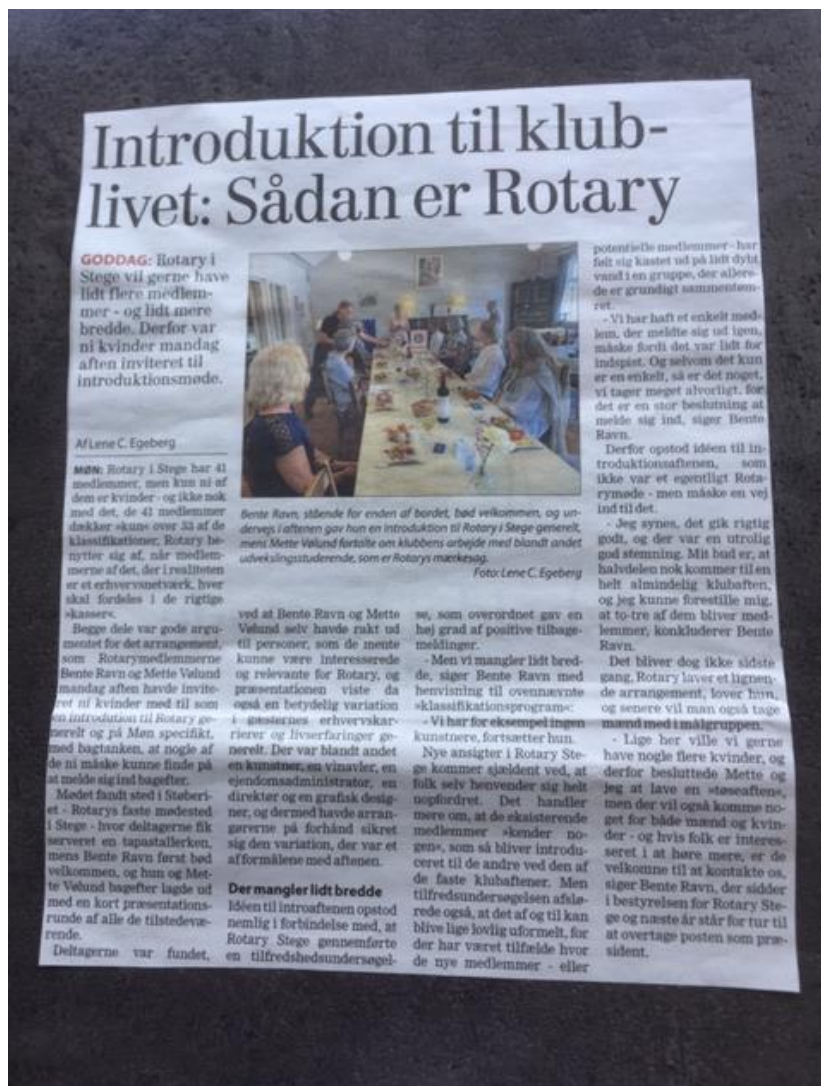 Introduktion til klub-
livet: Sådan er Rotary
GODDAG: Rotary i
Stege vil gerne have
lidt flere medlem-
mer - og lidt mere
bredde. Derfor var
ni kvinder mandag
aften inviteret til
introduktionsmøde.
Af Lene C. Egeberg
MØN: Rotary i Stege har 41
medlemmer, men kun ni af
dem er kvinder - og ikke nok
med det, de 41 medlemmer
dækker »kun« over 33 af de
klassifikationer, Rotary be-
nytter sig af, når medlem-
merne af det, der i realiteten
er et erhvervsnetværk, hver
skal fordeles i de rigtige
»kasser«.
Begge dele var gode argu-
mentet for det arrangement,
som Rotarymedlemmerne
Bente Ravn og Mette Vølund
mandag aften havde invite-
ret ni kvinder med til som
en introdution til Rotary ge-
nerelt og på Møn specifikt,
med bagtanken, at nogle af
de ni måske kunne finde på
at melde sig ind bagefter.
Mødet fandt sted i Støberi-
et - Rotarys faste mødested
i Stege - hvor deltagerne fik
serveret en tapastallerken,
mens Bente Ravn først bød
velkommen, og hun og Met-
te Vølund bagefter lagde ud
med en kort præsentations-
runde af alle de tilstedevæ-
rende.
Deltagerne var fundet,
Bente Ravn, stående for enden af bordet, bød velkommen, og un-
dervejs i aftenen gav hun en introduktion til Rotary i Stege generelt,
mens Mette Vølund fortalte om klubbens arbejde med blandt andet
udvekslingsstuderende, som er Rotarys mærkesag.
Foto: Lene C. Egeberg
ved at Bente Ravn og Mette
Vølund selv havde rakt ud
til personer, som de mente
kunne være interesserede
og relevante for Rotary, og
præsentationen viste da
også en betydelig variation
i gæsternes erhvervskar-
rierer og livserfaringer ge-
nerelt. Der var blandt andet
en kunstner, en vinavler, en
ejendomsadministrator, en
direktør og en grafisk desig-
ner, og dermed havde arran-
gørerne på forhånd sikret
sig den variation, der var et
af formålene med aftenen.
Der mangler lidt bredde
Idéen til introaftenen opstod
nemlig i forbindelse med, at
Rotary Stege gennemførte
en tilfredshedsundersøgel-
se, som overordnet gav en
høj grad af positive tilbage-
meldinger.
- Men vi mangler lidt bred-
de, siger Bente Ravn med
henvisning til ovennævnte
»klassifikationsprogram«:
- Vi har for eksempel ingen
kunstnere, fortsætter hun.
Nye ansigter i Rotary Ste-
ge kommer sjældent ved, at
folk selv henvender sig helt
uopfordret. Det handler
mere om, at de eksisterende
medlemmer »kender no-
gen«, som så bliver introdu-
ceret til de andre ved den af
de faste klubaftener. Men
tilfredsundersøgelsen afslø-
rede også, at det af og til kan
blive lige lovlig uformelt, for
der har været tilfælde hvor
de nye medlemmer - eller
potentielle medlemmer - har
følt sig kastet ud på lidt dybt
vand i en gruppe, der allere-
de er grundigt sammentøm-
ret.
- Vi har haft et enkelt med-
lem, der meldte sig ud igen,
måske fordi det var lidt for
indspist. Og selvom det kun
er en enkelt, så er det noget,
vi tager meget alvorligt, for
det er en stor beslutning at
melde sig ind, siger Bente
Ravn.
Derfor opstod idéen til in-
troduktionsaftenen, som
ikke var et egentligt Rota-
rymøde - men måske en vej
ind til det.
- Jeg synes, det gik rigtig
godt, og der var en utrolig
god stemning. Mit bud er, at
halvdelen nok kommer til en
helt almindelig klubaften,
og jeg kunne forestille mig,
at to-tre af dem bliver med-
lemmer, konkluderer Bente
Ravn.
Det bliver dog ikke sidste
gang, Rotary laver et lignen-
de arrangement, lover hun,
og senere vil man også tage
mænd med i målgruppen.
- Lige her ville vi gerne
have nogle flere kvinder, og
derfor besluttede Mette og
jeg at lave en »tøseaften«,
men der vil også komme no-
get for både mænd og kvin-
der - og hvis folk er interes-
seret i at høre mere, er de
velkomne til at kontakte os,
siger Bente Ravn, der sidder
i bestyrelsen for Rotary Ste-
ge og næste år står for tur til
at overtage posten som præ-
sident.